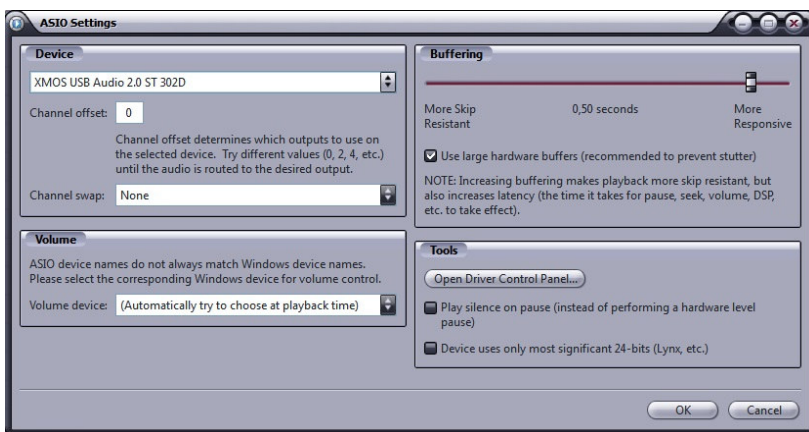 ASIO Settings
Device
XMOS USB Audio 2.0 ST 302D
Channel offset: 0
Channel offset determines which outputs to use on
the selected device. Try different values (0, 2, 4, etc.)
until the audio is routed to the desired output.
Channel swap: None
Volume
ASIO device names do not always match Windows device names.
Please select the corresponding Windows device for volume control.
Volume device: (Automatically try to choose at playback time)
Buffering
More Skip Resistant
0,50 seconds
More Responsive
Use large hardware buffers (recommended to prevent stutter)
NOTE: Increasing buffering makes playback more skip resistant, but
also increases latency (the time it takes for pause, seek, volume, DSP,
etc. to take effect).
Tools
Open Driver Control Panel...
Play silence on pause (instead of performing a hardware level
pause)
Device uses only most significant 24-bits (Lynx, etc.)
OK Cancel